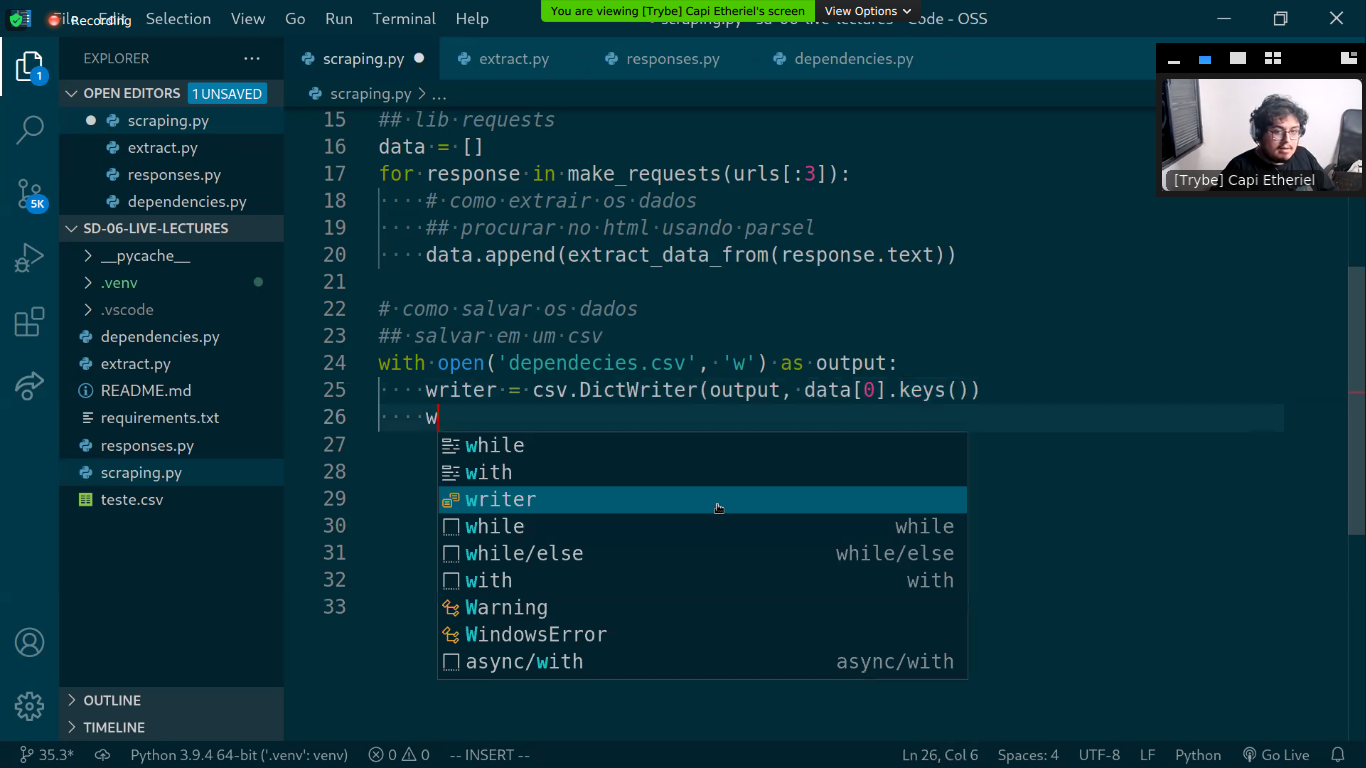 Recording
File Edit Selection View Go Run Terminal Help
You are viewing [Trybe] Capi Etheriel's screen
View Options
scraping.py - sd-06-live-lectures - Code - OSS
1
5K
EXPLORER
OPEN EDITORS 1 UNSAVED
scraping.py
extract.py
responses.py
dependencies.py
SD-06-LIVE-LECTURES
__pycache__
.venv
.vscode
dependencies.py
extract.py
README.md
requirements.txt
responses.py
scraping.py
teste.csv
OUTLINE
TIMELINE
scraping.py
extract.py
responses.py
dependencies.py
scraping.py > ...
15 ## lib requests
16 data = []
17 for response in make_requests(urls[:3]):
18 # como extrair os dados
19 ## procurar no html usando parsel
20 data.append(extract_data_from(response.text))
21
22 # como salvar os dados
23 ## salvar em um csv
24 with open('dependecies.csv', 'w') as output:
25 writer = csv.DictWriter(output, data[0].keys())
26 w
27
28
29
30
31
32
33
while
with
writer
while while
while/else while/else
with with
Warning
WindowsError
async/with async/with
[Trybe] Capi Etheriel
35.3* Python 3.9.4 64-bit ('.venv': venv) 0 0 -- INSERT -- Ln 26, Col 6 Spaces: 4 UTF-8 LF Python Go Live